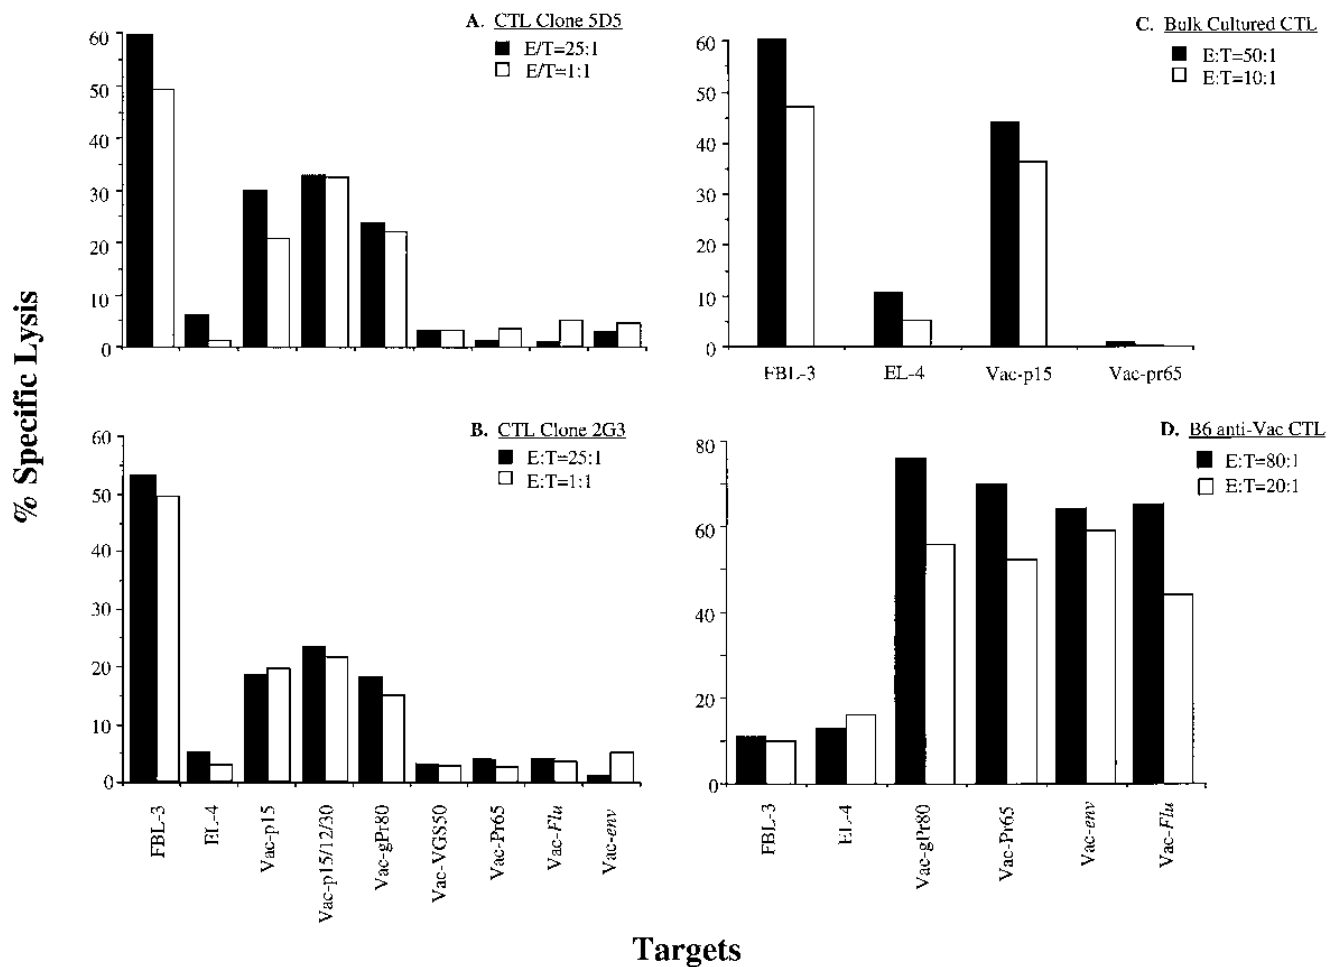 % Specific Lysis
A. CTL Clone 5D5
E/T=25:1
E/T=1:1
60
50
40
30
20
10
0
B. CTL Clone 2G3
E:T=25:1
E:T=1:1
60
50
40
30
20
10
0
FBL-3
EL-4
Vac-p15
Vac-p15/12/30
Vac-gPr80
Vac-VGS50
Vac-Pr65
Vac-Flu
Vac-env
C. Bulk Cultured CTL
E:T=50:1
E:T=10:1
60
50
40
30
20
10
0
FBL-3
EL-4
Vac-p15
Vac-pr65
D. B6 anti-Vac CTL
E:T=80:1
E:T=20:1
80
60
40
20
0
FBL-3
EL-4
Vac-gPr80
Vac-Pr65
Vac-env
Vac-Flu
Targets